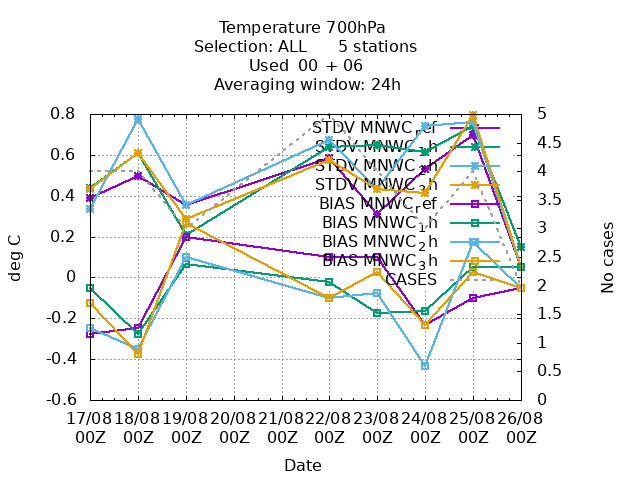 Temperature 700hPa
Selection: ALL 5 stations
Used 00 + 06
Averaging window: 24h
0.8
0.6
0.4
0.2
0
-0.2
-0.4
-0.6
deg C
5
4.5
4
3.5
3
2.5
2
1.5
1
0.5
0
No cases
STDV MNWC_ref
STDV MNWC_1h
STDV MNWC_2h
STDV MNWC_3h
BIAS MNWC_ref
BIAS MNWC_1h
BIAS MNWC_2h
BIAS MNWC_3h
CASES
17/08 18/08 19/08 20/08 21/08 22/08 23/08 24/08 25/08 26/08
00Z 00Z 00Z 00Z 00Z 00Z 00Z 00Z 00Z 00Z
Date